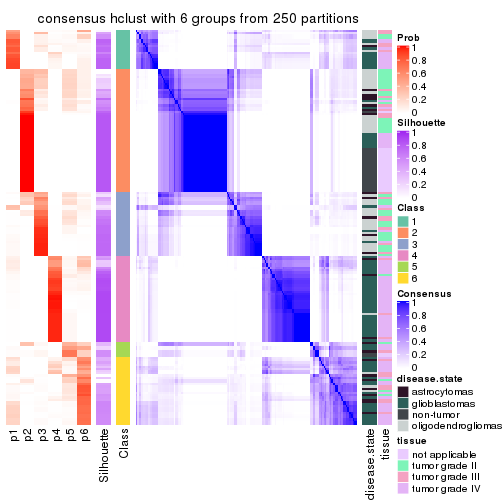 consensus hclust with 6 groups from 250 partitions
p1
p2
p3
p4
p5
p6
Silhouette
Class
disease.state
tissue
Prob
1
0.8
0.6
0.4
0.2
0
Silhouette
1
0.8
0.6
0.4
0.2
0
Class
1
2
3
4
5
6
Consensus
1
0.8
0.6
0.4
0.2
0
disease.state
astrocytomas
glioblastomas
non-tumor
oligodendrogliomas
tissue
not applicable
tumor grade II
tumor grade III
tumor grade IV